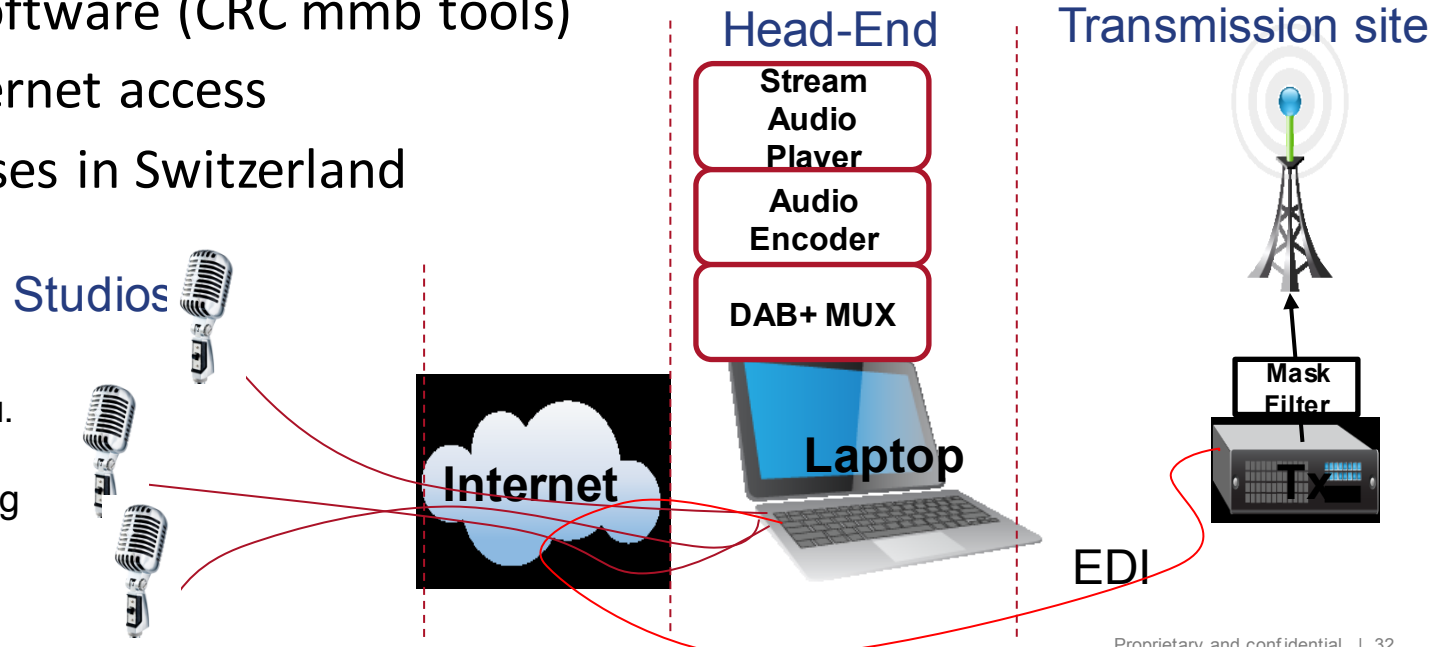 oftware (CRC mmb tools)
ernet access
ses in Switzerland
Studios
g
Internet
Head-End
Stream
Audio
Player
Audio
Encoder
DAB+ MUX
Laptop
Transmission site
Mask
Filter
Tx
EDI
Proprietary and confidential | 32